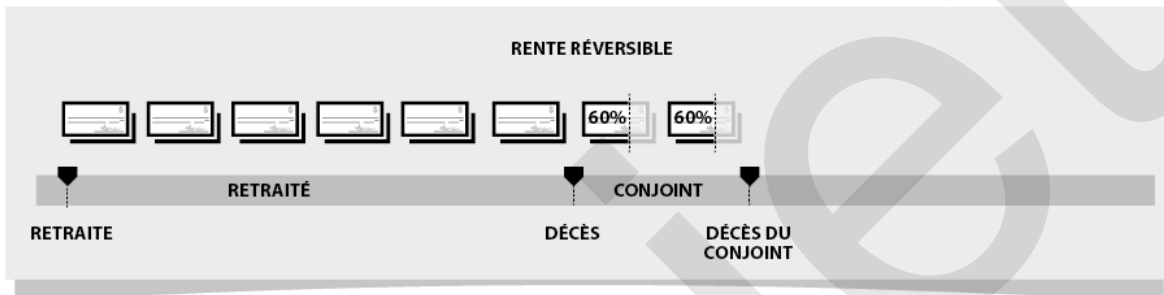 RENTE RÉVERSIBLE
60% 60%
RETRAITÉ CONJOINT
RETRAITE DÉCÈS DÉCÈS DU
CONJOINT